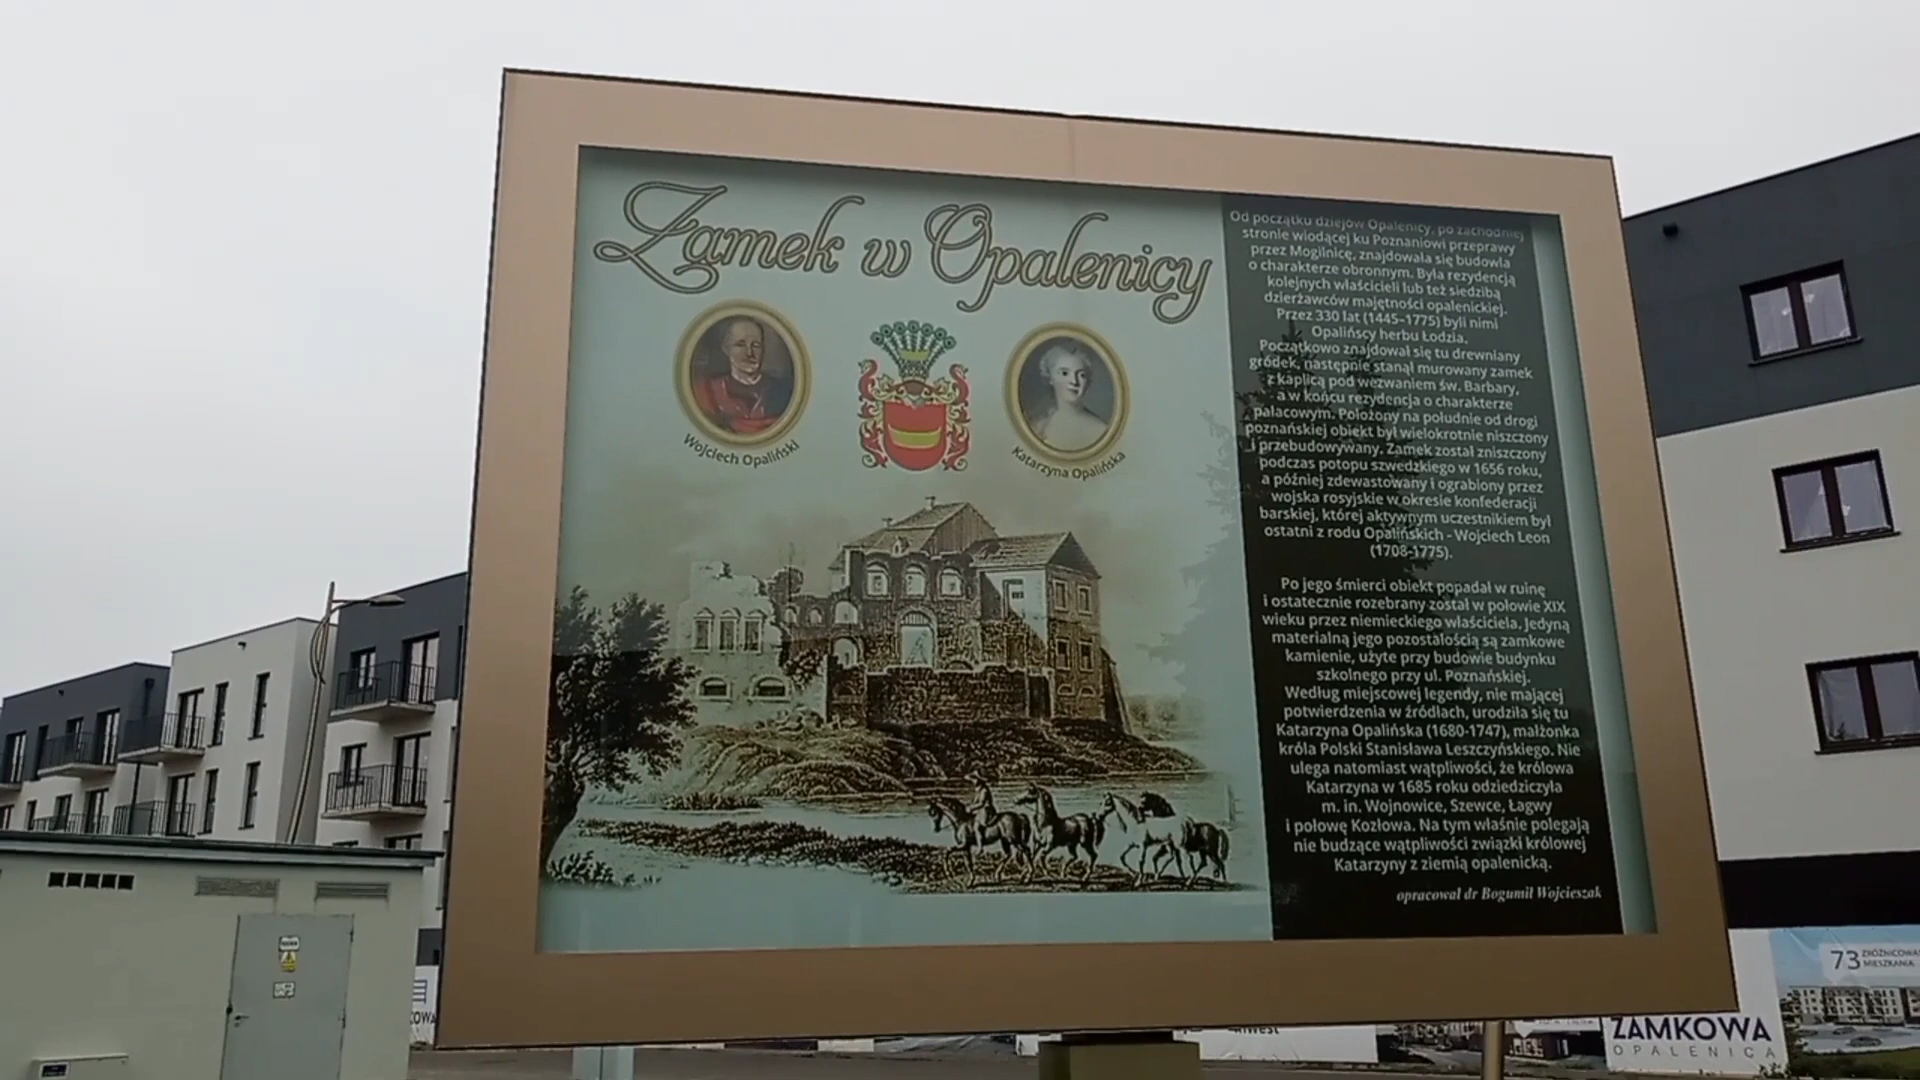 Zamek w Opalenicy
Wojciech Opaliński
Katarzyna Opalińska
Od początku dziejów Opalenicy, po zachodniej
stronie wiodącej ku Poznaniowi przeprawy
przez Mogilnicę, znajdowała się budowla
o charakterze obronnym. Była rezydencją
kolejnych właścicieli lub też siedzibą
dzierżawców majętności opalenickiej.
Przez 330 lat (1445-1775) byli nimi
Opalińscy herbu Łodzia.
Początkowo znajdował się tu drewniany
gródek, następnie stanął murowany zamek
z kaplicą pod wezwaniem św. Barbary,
a w końcu rezydencja o charakterze
pałacowym. Położony na południe od drogi
poznańskiej obiekt był wielokrotnie niszczony
i przebudowywany. Zamek został zniszczony
podczas potopu szwedzkiego w 1656 roku,
a później zdewastowany i ograbiony przez
wojska rosyjskie w okresie konfederacji
barskiej, której aktywnym uczestnikiem był
ostatni z rodu Opalińskich - Wojciech Leon
(1708-1775).
Po jego śmierci obiekt popadał w ruinę
i ostatecznie rozebrany został w połowie XIX
wieku przez niemieckiego właściciela. Jedyną
materialną jego pozostałością są zamkowe
kamienie, użyte przy budowie budynku
szkolnego przy ul. Poznańskiej.
Według miejscowej legendy, nie mającej
potwierdzenia w źródłach, urodziła się tu
Katarzyna Opalińska (1680-1747), małżonka
króla Polski Stanisława Leszczyńskiego. Nie
ulega natomiast wątpliwości, że królowa
Katarzyna w 1685 roku odziedziczyła
m. in. Wojnowice, Szewce, Łagwy
i połowę Kozłowa. Na tym właśnie polegają
nie budzące wątpliwości związki królowej
Katarzyny z ziemią opalenicką.
opracował dr Bogumił Wojcieszak
73 ZRÓŻNICOWANE
MIESZKANIA
ZAMKOWA
OPALENICA